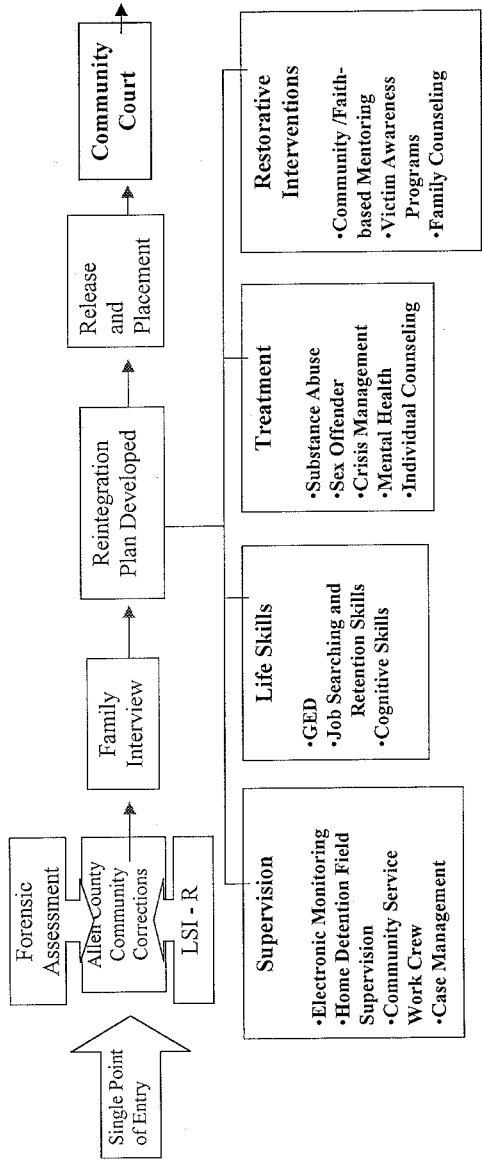 Single Point
of Entry
Forensic
Assessment
Allen County
Community
Corrections
LSI - R
Family
Interview
Reintegration
Plan Developed
Release
and
Placement
Community
Court
Supervision
•Electronic Monitoring
•Home Detention Field
Supervision
•Community Service
Work Crew
•Case Management
Life Skills
•GED
•Job Searching and
Retention Skills
•Cognitive Skills
Treatment
•Substance Abuse
•Sex Offender
•Crisis Management
•Mental Health
•Individual Counseling
Restorative
Interventions
•Community /Faith-
based Mentoring
•Victim Awareness
Programs
•Family Counseling